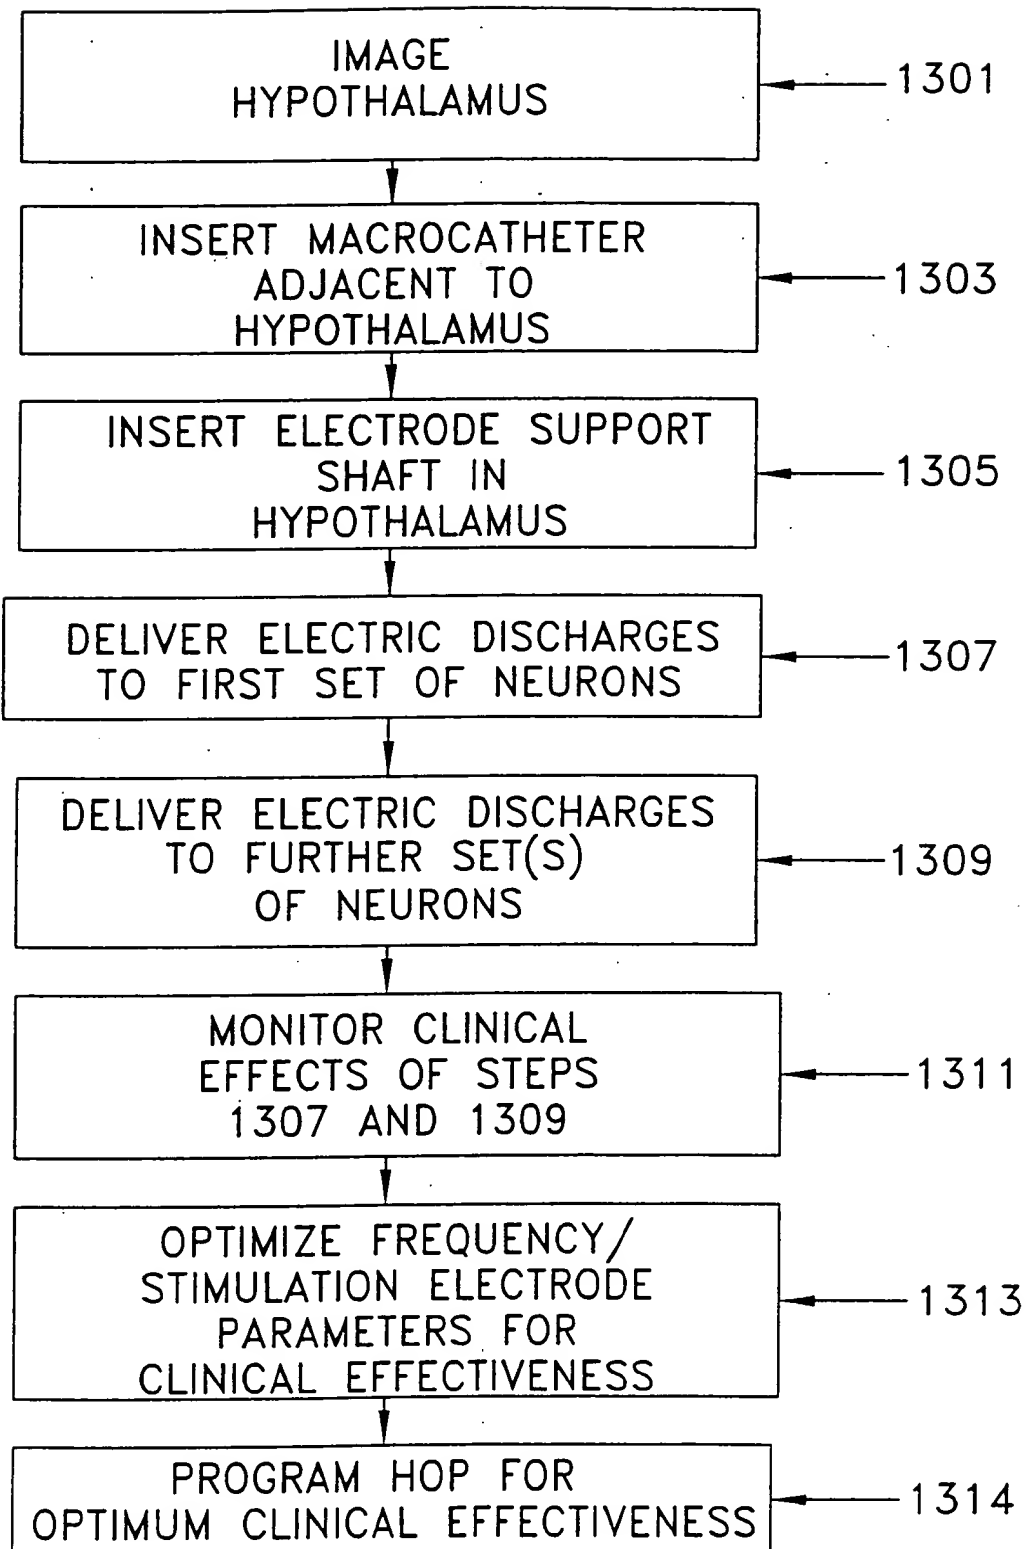 IMAGE
HYPOTHALAMUS
1301
INSERT MACROCATHETER
ADJACENT TO
HYPOTHALAMUS
1303
INSERT ELECTRODE SUPPORT
SHAFT IN
HYPOTHALAMUS
1305
DELIVER ELECTRIC DISCHARGES
TO FIRST SET OF NEURONS
1307
DELIVER ELECTRIC DISCHARGES
TO FURTHER SET(S)
OF NEURONS
1309
MONITOR CLINICAL
EFFECTS OF STEPS
1307 AND 1309
1311
OPTIMIZE FREQUENCY/
STIMULATION ELECTRODE
PARAMETERS FOR
CLINICAL EFFECTIVENESS
1313
PROGRAM HOP FOR
OPTIMUM CLINICAL EFFECTIVENESS
1314